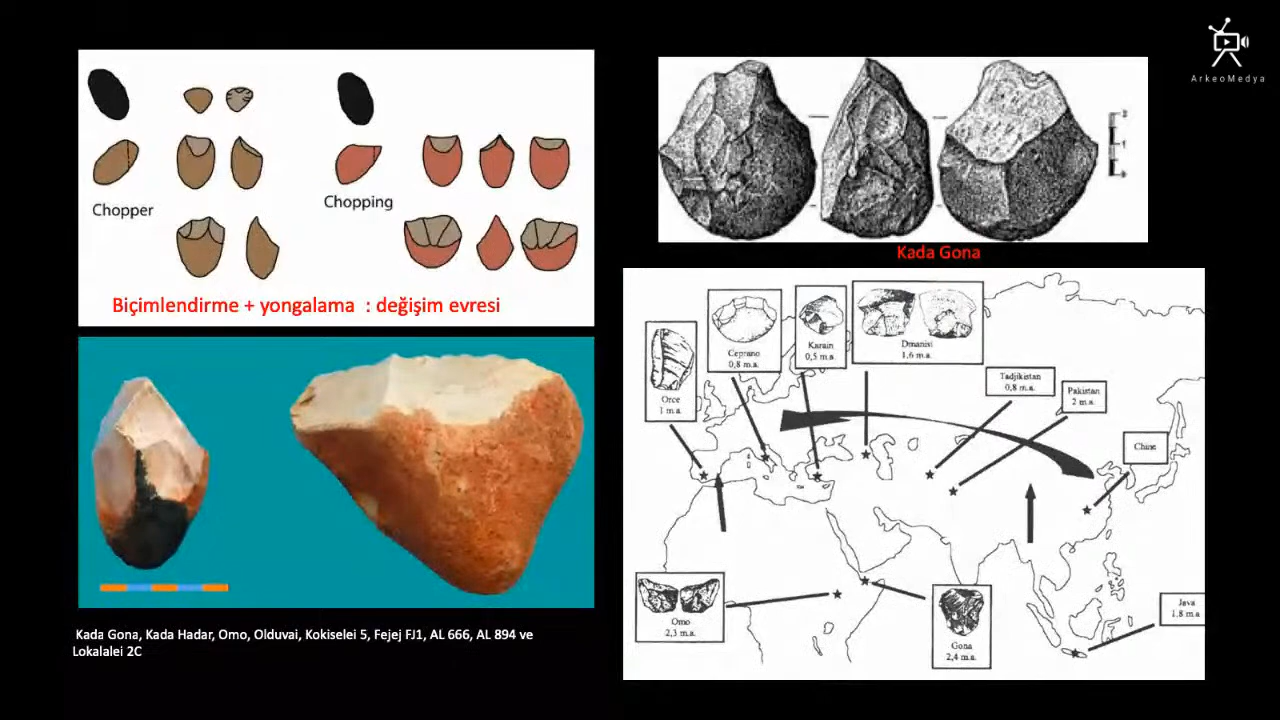 ArkeoMedya
Chopper
Chopping
Biçimlendirme + yongalama : değişim evresi
Kada Gona
Ceprano
0,8 m.a.
Karain
0,5 m.a.
Dmanisi
1,6 m.a.
Orce
1 m.a.
Tadjikistan
0,8 m.a.
Pakistan
2 m.a.
Chine
Omo
2,3 m.a.
Gona
2,4 m.a.
Java
1,8 m.a
Kada Gona, Kada Hadar, Omo, Olduvai, Kokiselei 5, Fejej FJ1, AL 666, AL 894 ve
Lokalalei 2C